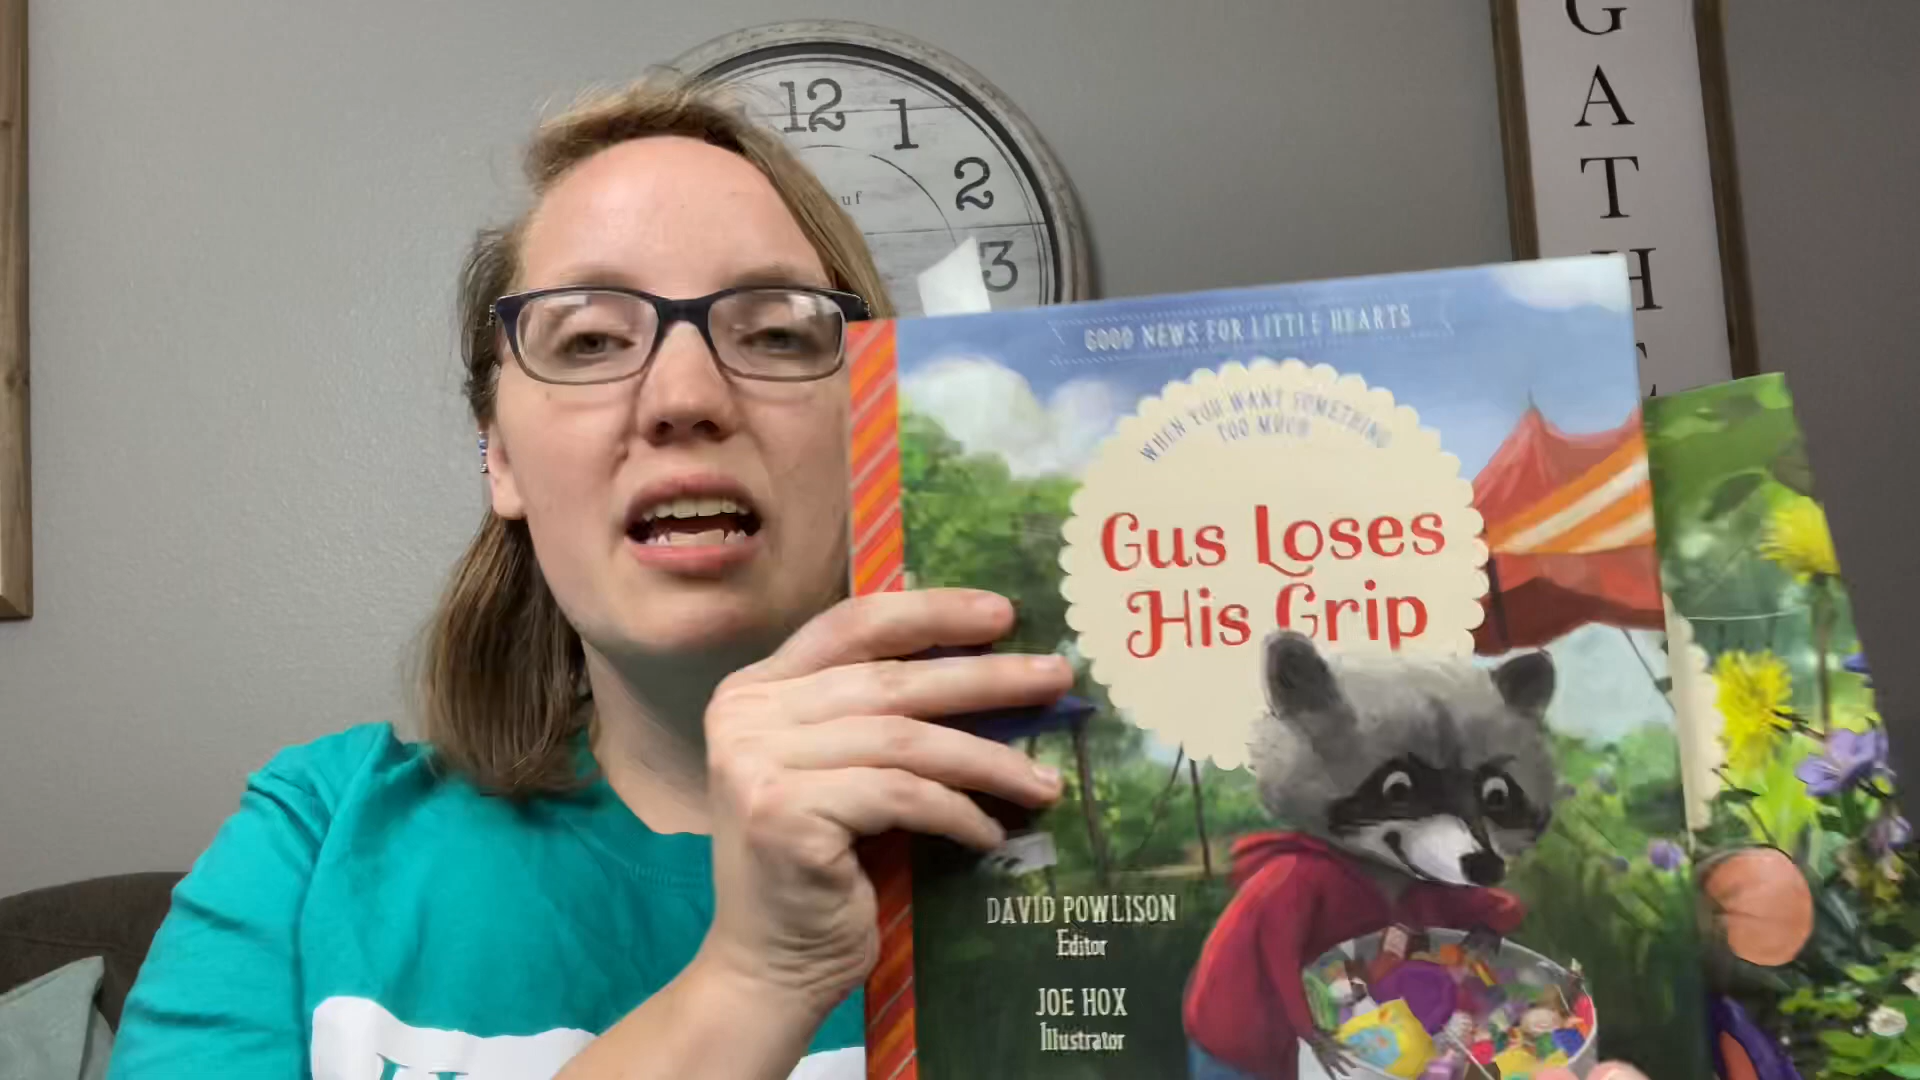 12
1
2
3
uf
G
A
T
H
E
GOOD NEWS FOR LITTLE HEARTS
WHEN YOU WANT SOMETHING
TOO MUCH
Gus Loses
His Grip
DAVID POWLISON
Editor
JOE HOX
Illustrator